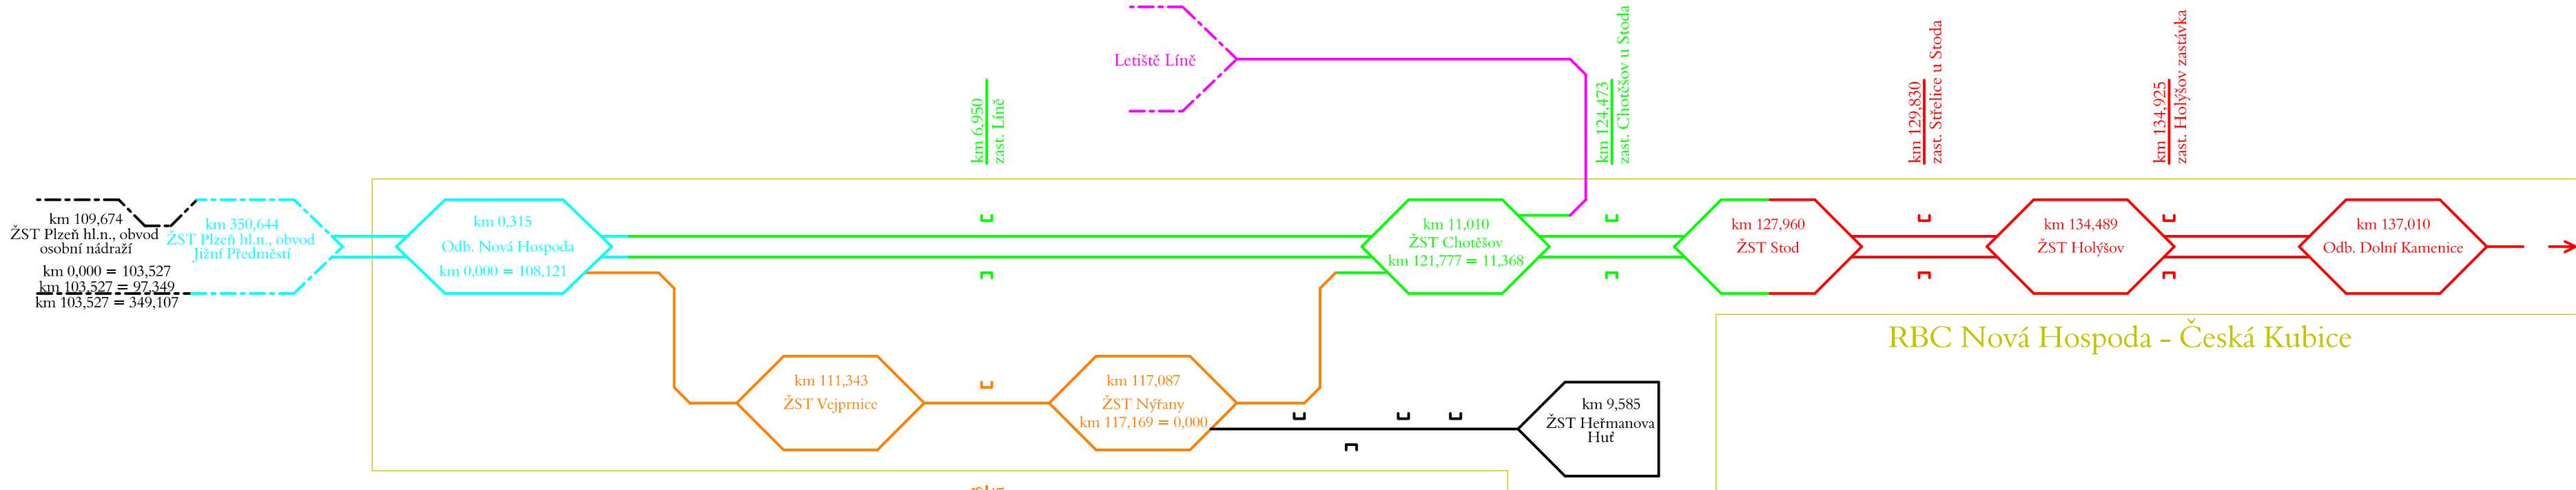 Letiště Líně
km 6,950
zast. Líně
km 124,473
zast. Chotěšov u Stoda
km 129,830
zast. Střelice u Stoda
km 134,925
zast. Holýšov zastávka
km 109,674
ŽST Plzeň hl.n., obvod
osobní nádraží
km 0,000 = 103,527
km 103,527 = 97,349
km 103,527 = 349,107
km 350,644
ŽST Plzeň hl.n., obvod
Jižní Předměstí
km 0,315
Odb. Nová Hospoda
km 0,000 = 108,121
km 11,010
ŽST Chotěšov
km 121,777 = 11,368
km 127,960
ŽST Stod
km 134,489
ŽST Holýšov
km 137,010
Odb. Dolní Kamenice
RBC Nová Hospoda - Česká Kubice
km 111,343
ŽST Vejprnice
km 117,087
ŽST Nýřany
km 117,169 = 0,000
km 9,585
ŽST Heřmanova
Huť